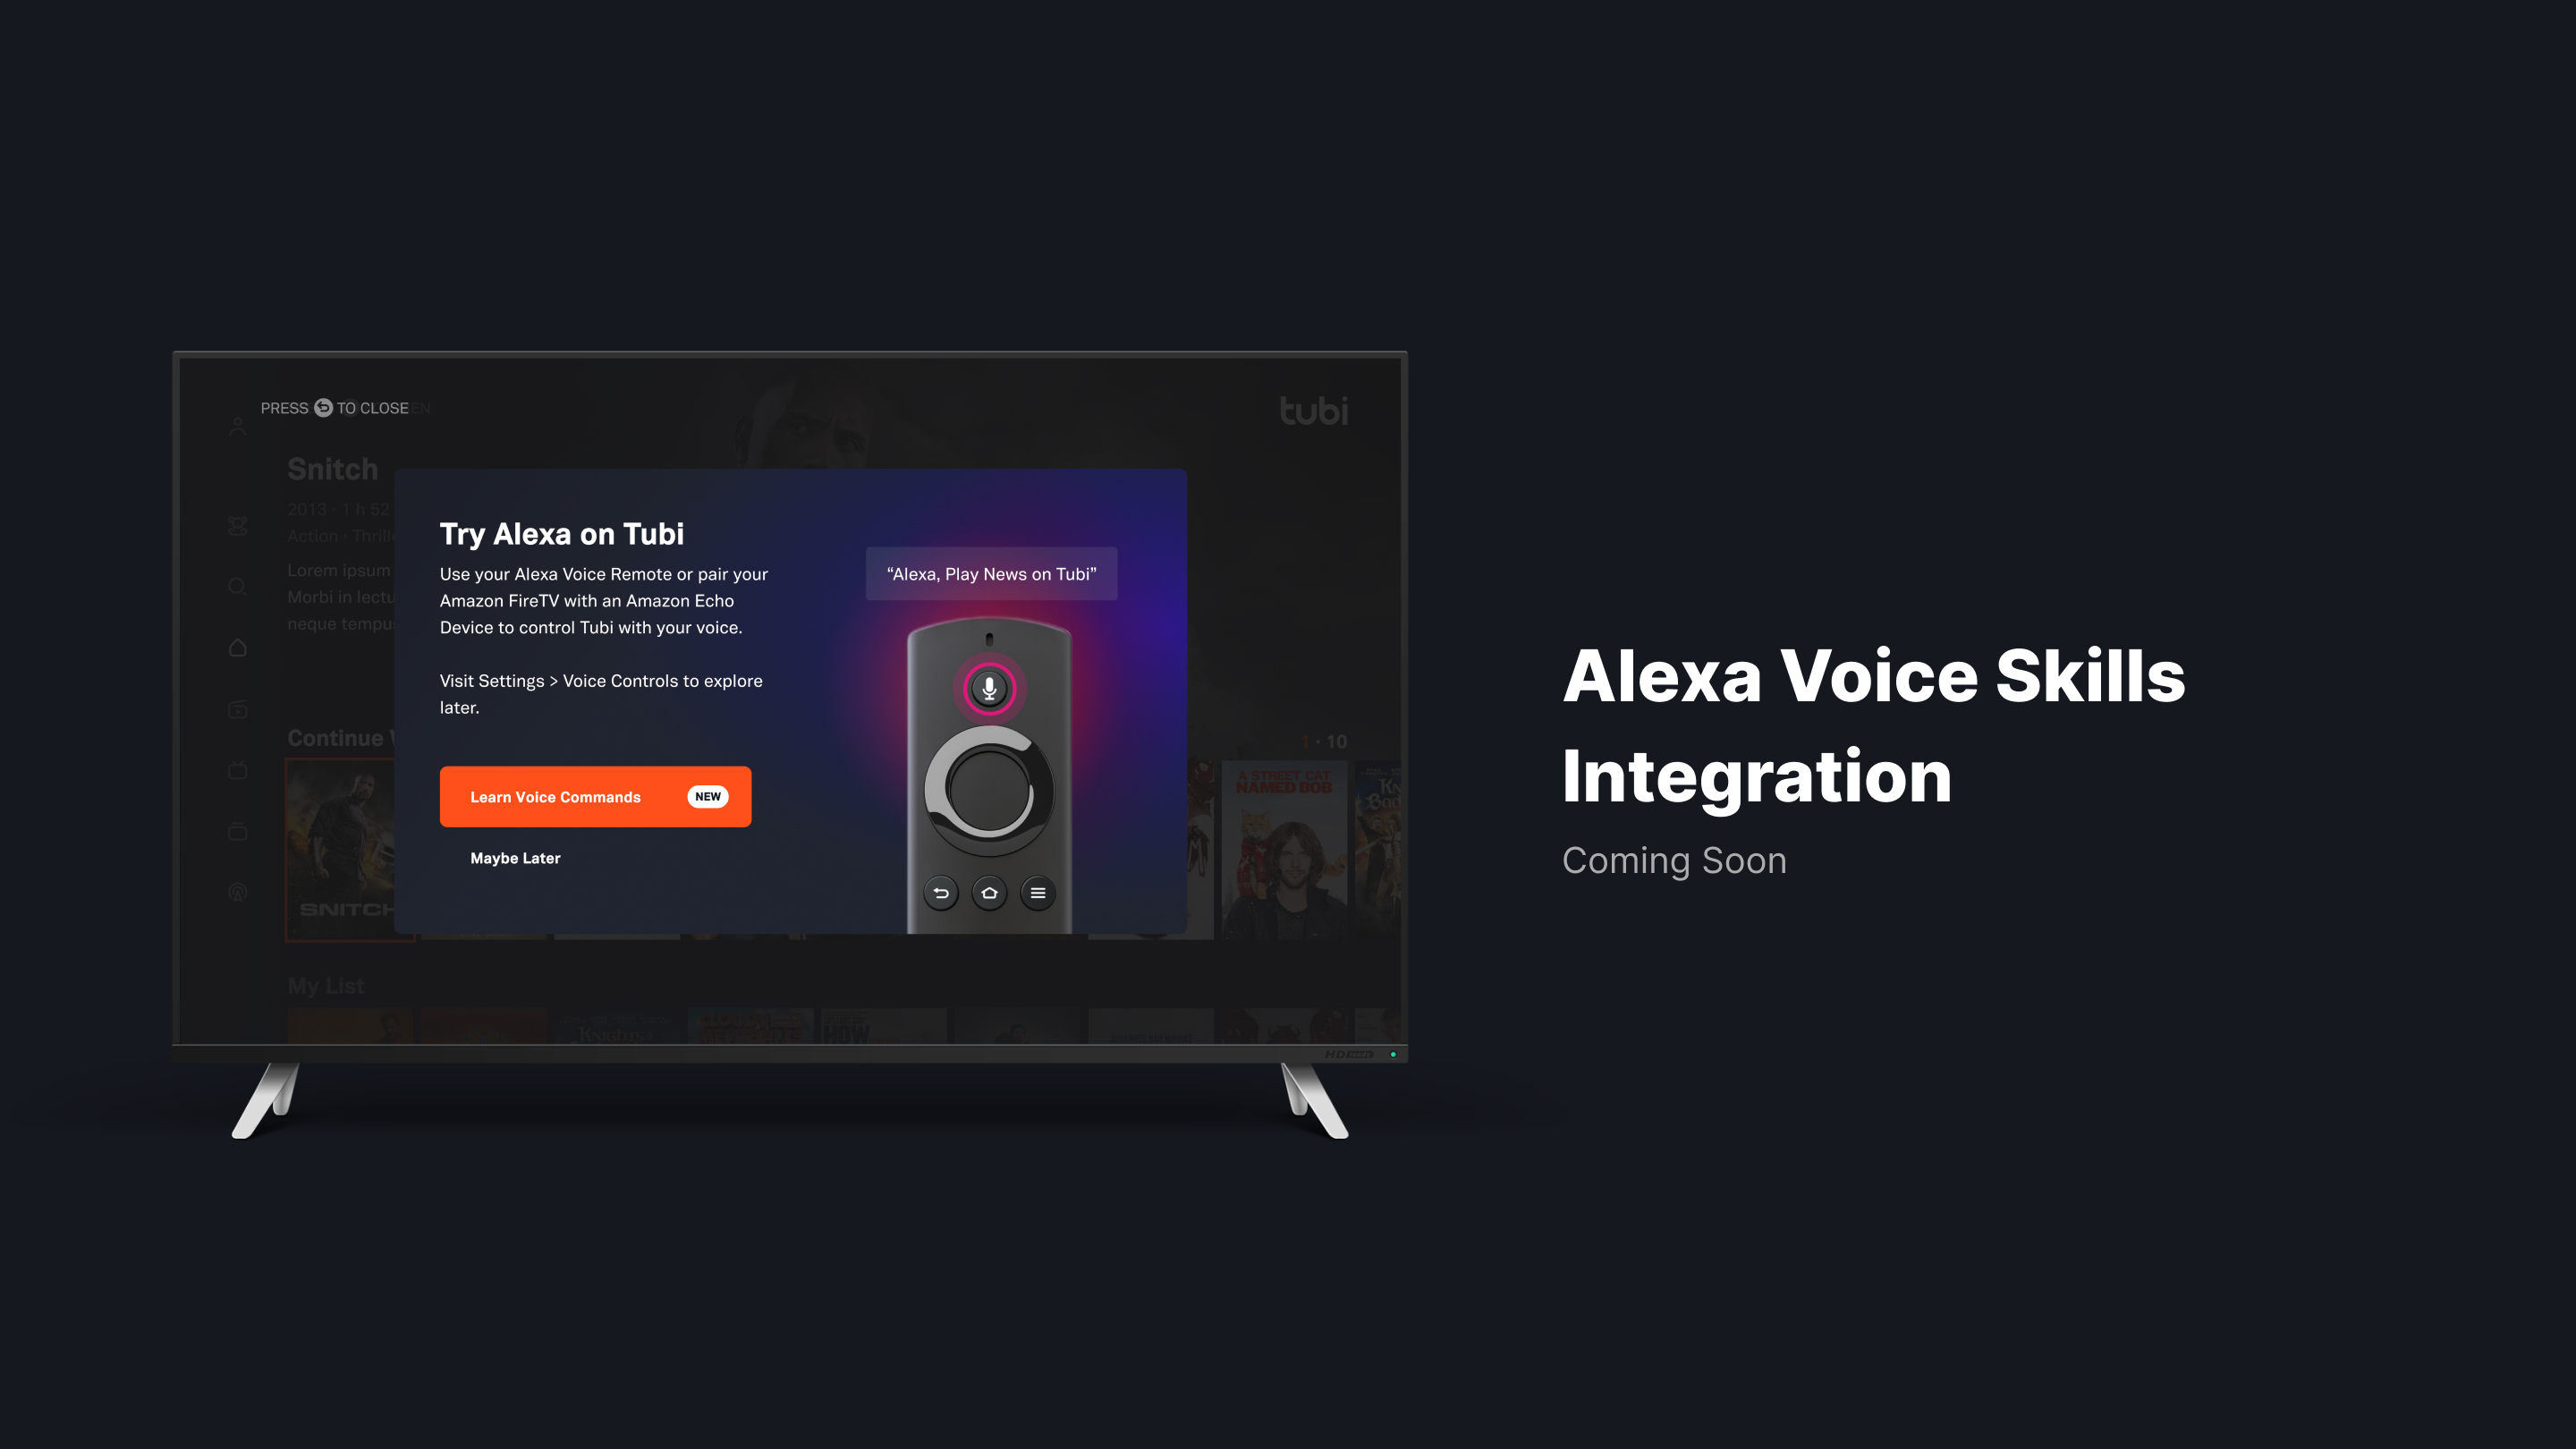 PRESS TO CLOSE
tubi
Snitch
2013 · 1 h 52
Action · Thrill
Lorem ipsum
Morbi in lectu
neque tempu
Try Alexa on Tubi
Use your Alexa Voice Remote or pair your
Amazon FireTV with an Amazon Echo
Device to control Tubi with your voice.
Visit Settings > Voice Controls to explore
later.
Learn Voice Commands NEW
Maybe Later
“Alexa, Play News on Tubi”
Continue
1 · 10
SNITCH
A STREET CAT
NAMED BOB
My List
HOW
HD
Alexa Voice Skills
Integration
Coming Soon